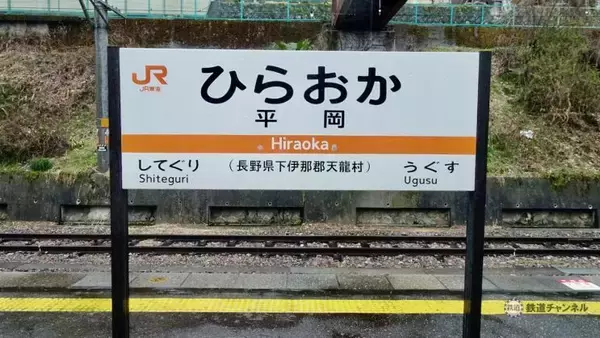 JR
JR東海
ひらおか
平岡
Hiraoka
してぐり
Shiteguri
(長野県下伊那郡天龍村)
うぐす
Ugusu
鉄道チャンネル